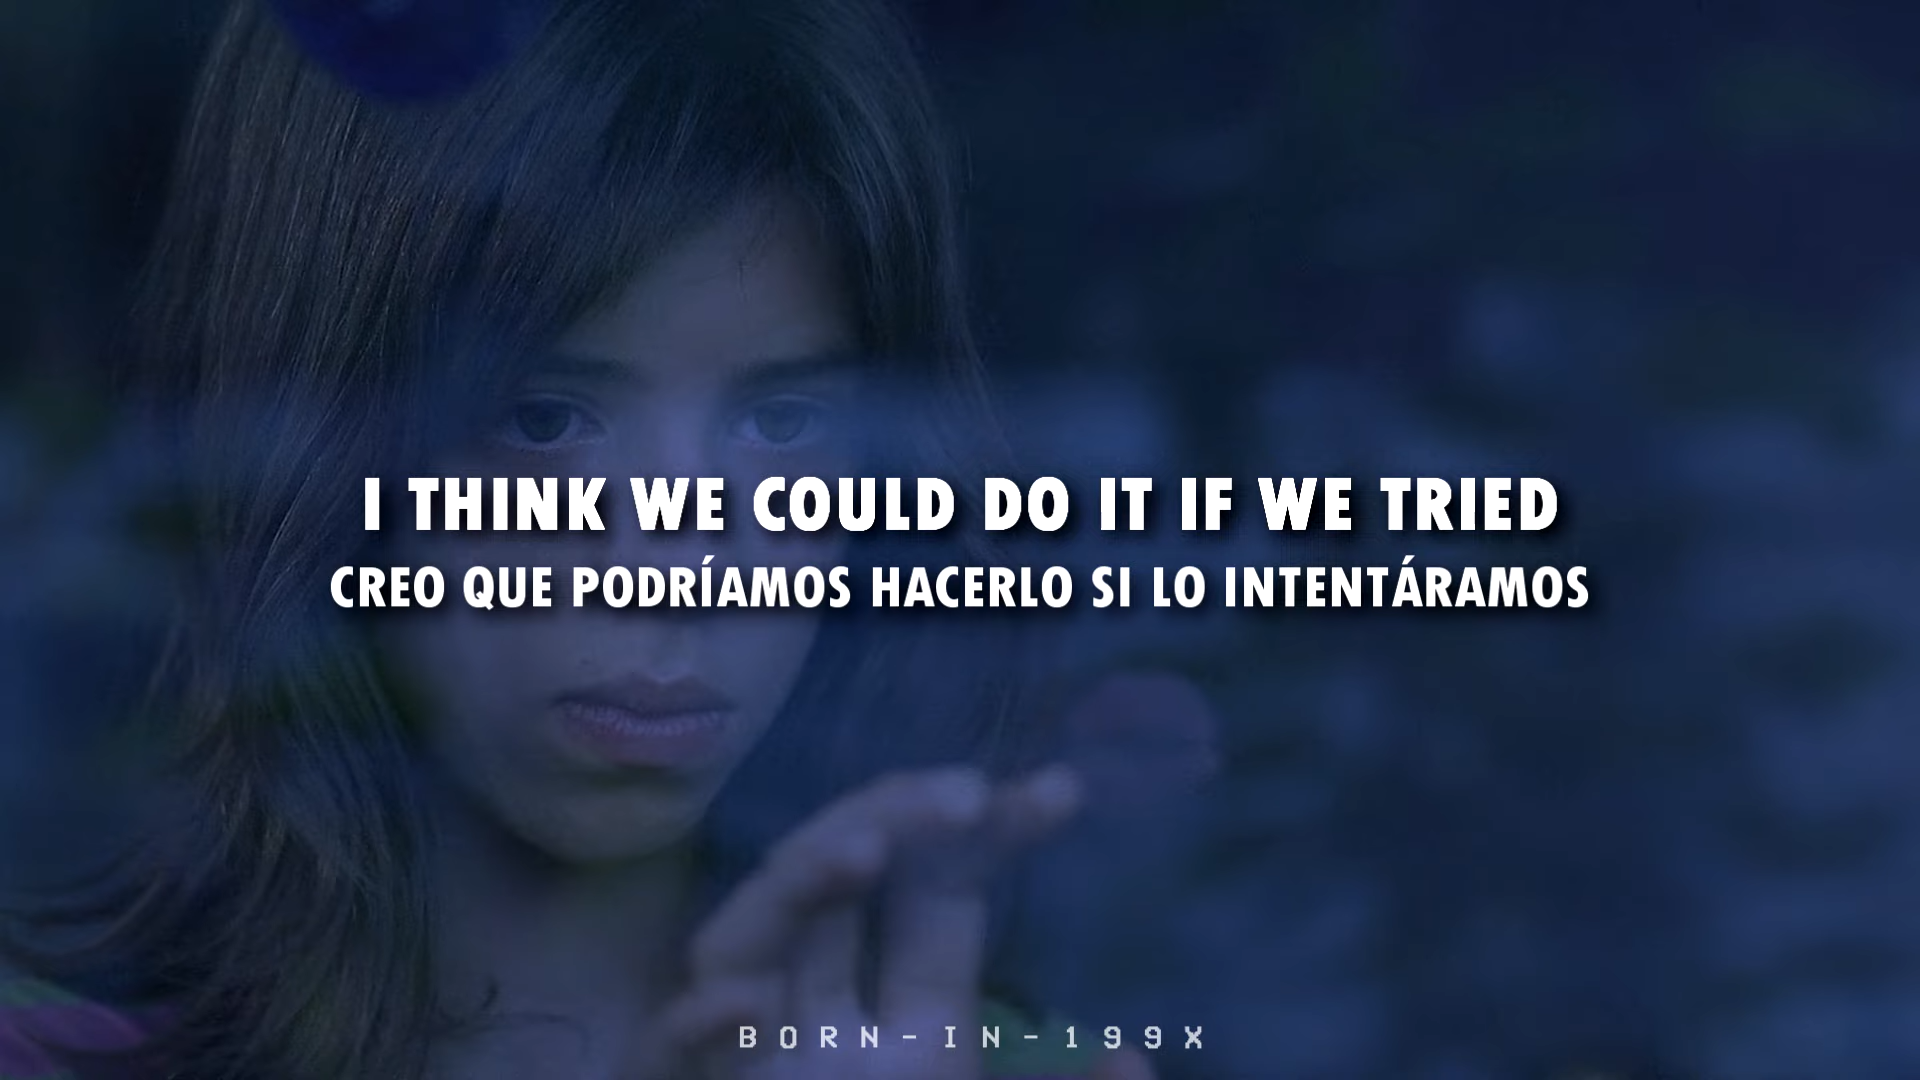 I THINK WE COULD DO IT IF WE TRIED
CREO QUE PODRÍAMOS HACERLO SI LO INTENTÁRAMOS
BORN-IN-199X